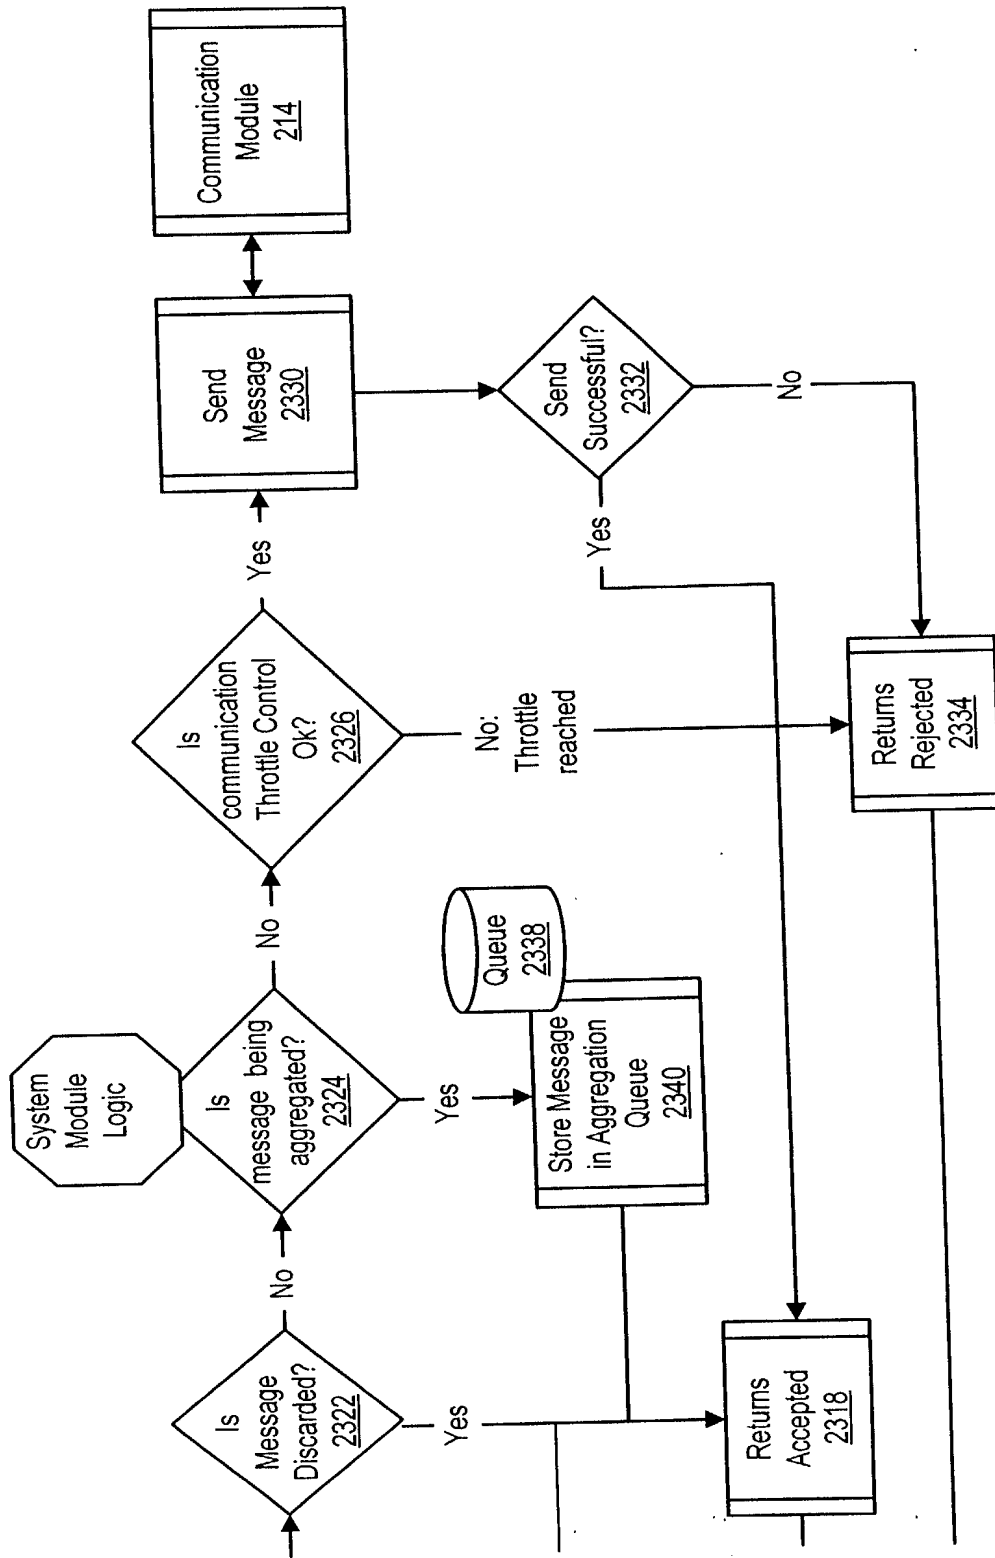 System
Module
Logic
Is
Message
Discarded?
2322
No
Yes
Is
message being
aggregated?
2324
No
Yes
Is
communication
Throttle Control
Ok?
2326
Yes
No:
Throttle
reached
Send
Message
2330
Communication
Module
214
Send
Successful?
2332
Yes
No
Queue
2338
Store Message
in Aggregation
Queue
2340
Returns
Accepted
2318
Returns
Rejected
2334